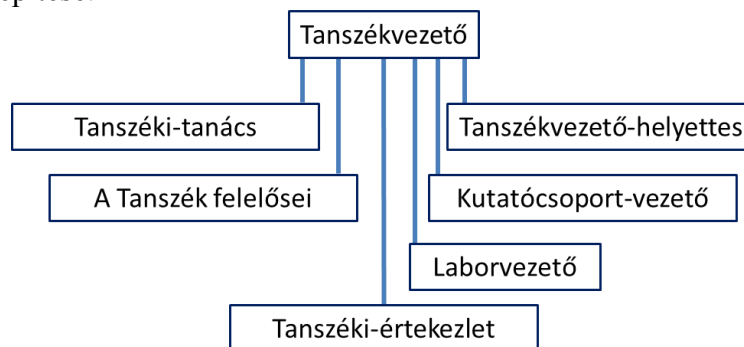 Tanszékvezető
Tanszéki-tanács
Tanszékvezető-helyettes
A Tanszék felelősei
Kutatócsoport-vezető
Laborvezető
Tanszéki-értekezlet